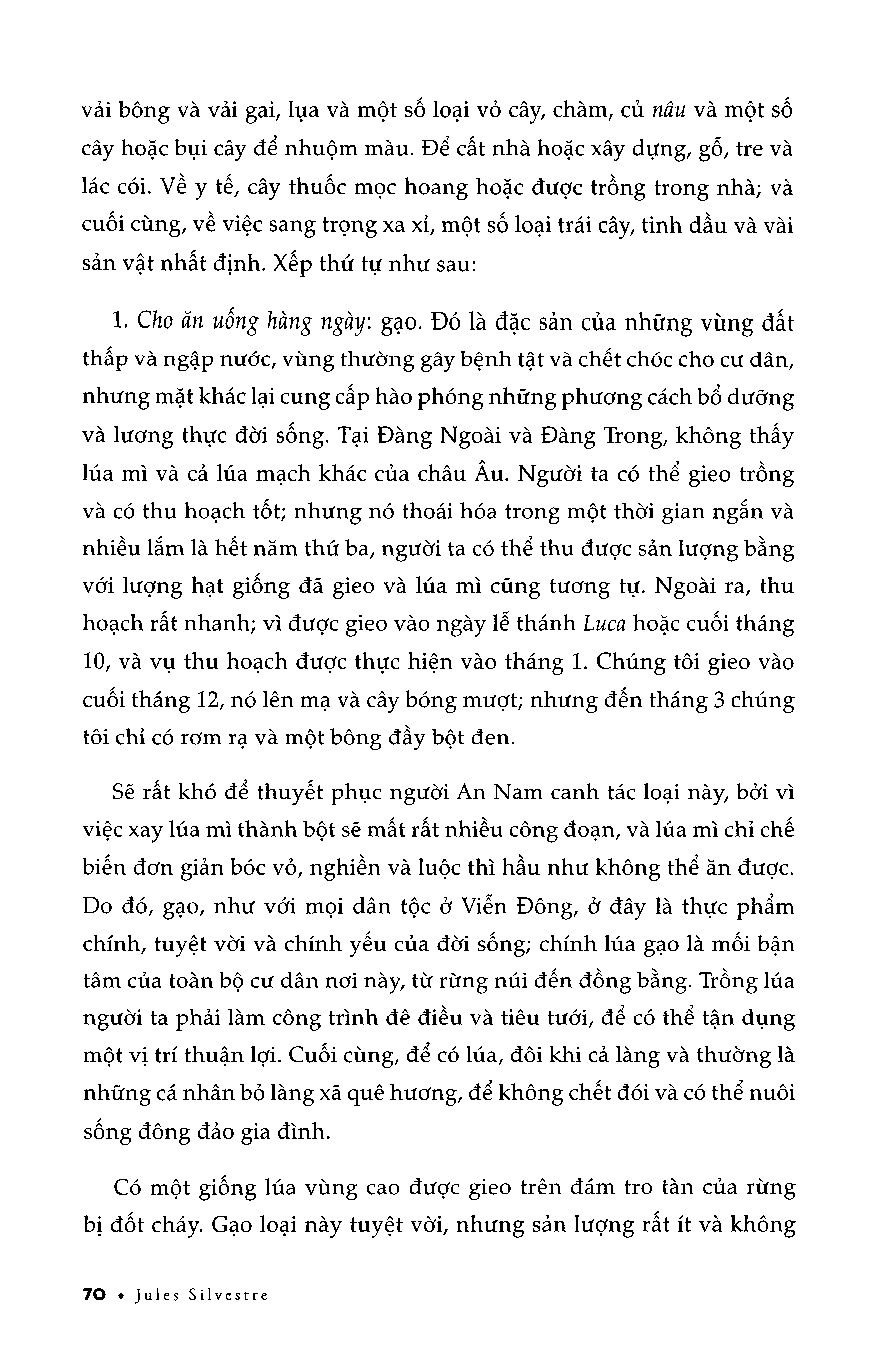 vải bông và vải gai, lụa và một số loại vỏ cây, chàm, củ nâu và một số
cây hoặc bụi cây để nhuộm màu. Để cất nhà hoặc xây dựng, gỗ, tre và
lác cói. Về y tế, cây thuốc mọc hoang hoặc được trồng trong nhà; và
cuối cùng, về việc sang trọng xa xỉ, một số loại trái cây, tinh dầu và vài
sản vật nhất định. Xếp thứ tự như sau:
1. Cho ăn uống hàng ngày: gạo. Đó là đặc sản của những vùng đất
thấp và ngập nước, vùng thường gây bệnh tật và chết chóc cho cư dân,
nhưng mặt khác lại cung cấp hào phóng những phương cách bổ dưỡng
và lương thực đời sống. Tại Đàng Ngoài và Đàng Trong, không thấy
lúa mì và cả lúa mạch khác của châu Âu. Người ta có thể gieo trồng
và có thu hoạch tốt; nhưng nó thoái hóa trong một thời gian ngắn và
nhiều lắm là hết năm thứ ba, người ta có thể thu được sản lượng bằng
với lượng hạt giống đã gieo và lúa mì cũng tương tự. Ngoài ra, thu
hoạch rất nhanh; vì được gieo vào ngày lễ thánh Luca hoặc cuối tháng
10, và vụ thu hoạch được thực hiện vào tháng 1. Chúng tôi gieo vào
cuối tháng 12, nó lên mạ và cây bóng mượt; nhưng đến tháng 3 chúng
tôi chỉ có rơm rạ và một bông đầy bột đen.
Sẽ rất khó để thuyết phục người An Nam canh tác loại này, bởi vì
việc xay lúa mì thành bột sẽ mất rất nhiều công đoạn, và lúa mì chỉ chế
biến đơn giản bóc vỏ, nghiền và luộc thì hầu như không thể ăn được.
Do đó, gạo, như với mọi dân tộc ở Viễn Đông, ở đây là thực phẩm
chính, tuyệt vời và chính yếu của đời sống; chính lúa gạo là mối bận
tâm của toàn bộ cư dân nơi này, từ rừng núi đến đồng bằng. Trồng lúa
người ta phải làm công trình đê điều và tiêu tưới, để có thể tận dụng
một vị trí thuận lợi. Cuối cùng, để có lúa, đôi khi cả làng và thường là
những cá nhân bỏ làng xã quê hương, để không chết đói và có thể nuôi
sống đông đảo gia đình.
Có một giống lúa vùng cao được gieo trên đám tro tàn của rừng
bị đốt cháy. Gạo loại này tuyệt vời, nhưng sản lượng rất ít và không
70 • Jules Silvestre